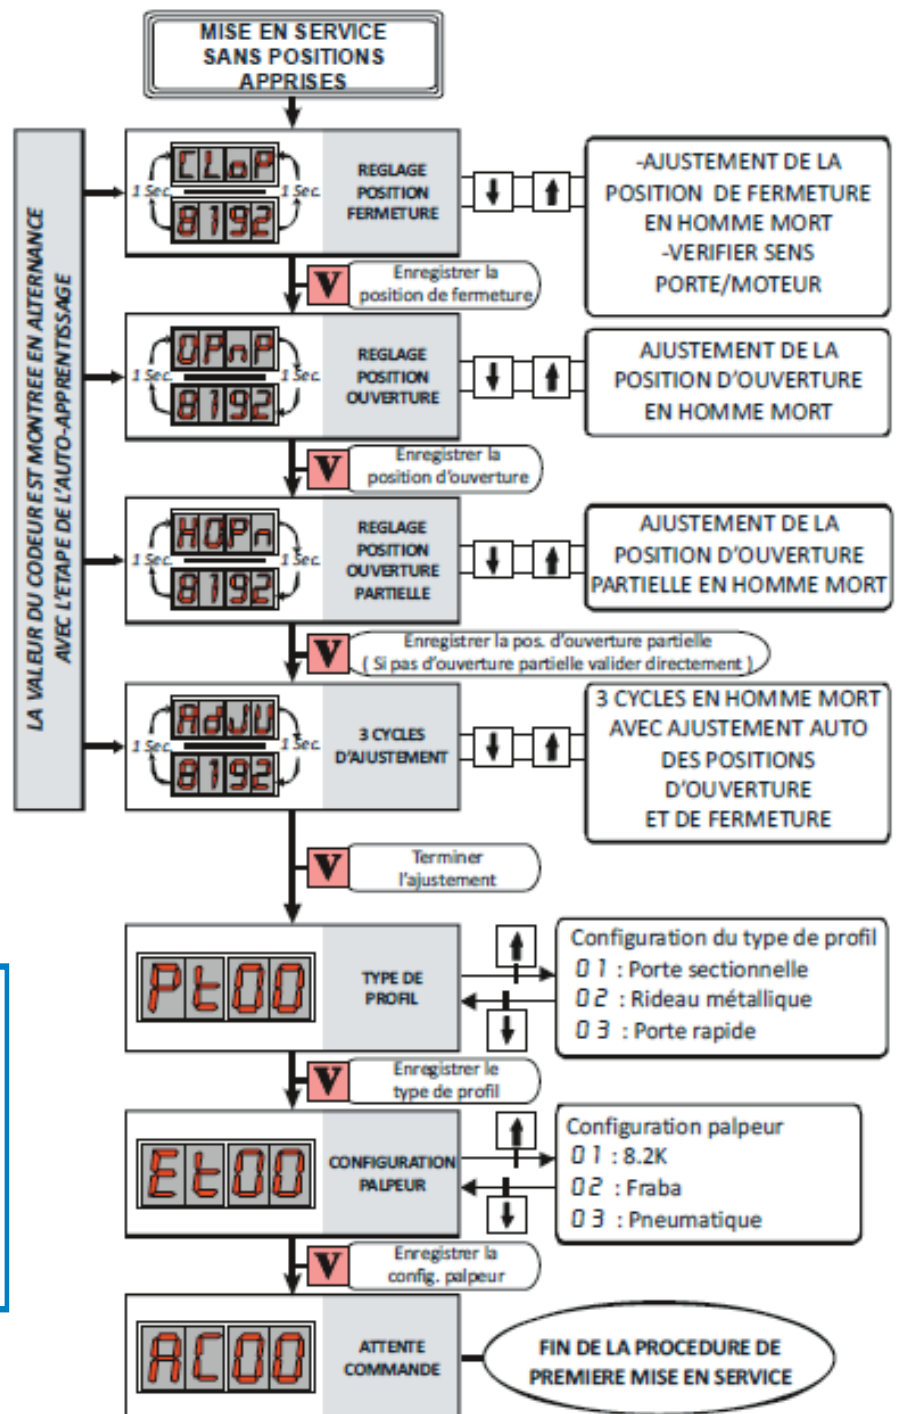 MISE EN SERVICE
SANS POSITIONS
APPRISES
LA VALEUR DU CODEUR EST MONTREE EN ALTERNANCE
AVEC L'ETAPE DE L'AUTO-APPRENTISSAGE
CLoP
1 Sec.
1 Sec.
8192
REGLAGE
POSITION
FERMETURE
-AJUSTEMENT DE LA
POSITION DE FERMETURE
EN HOMME MORT
-VERIFIER SENS
PORTE/MOTEUR
V
Enregistrer la
position de fermeture
OPnP
1 Sec.
1 Sec.
8192
REGLAGE
POSITION
OUVERTURE
AJUSTEMENT DE LA
POSITION D'OUVERTURE
EN HOMME MORT
V
Enregistrer la
position d'ouverture
HOPn
1 Sec.
1 Sec.
8192
REGLAGE
POSITION
OUVERTURE
PARTIELLE
AJUSTEMENT DE LA
POSITION D'OUVERTURE
PARTIELLE EN HOMME MORT
V
Enregistrer la pos. d'ouverture partielle
( Si pas d'ouverture partielle valider directement )
AdJU
1 Sec.
1 Sec.
8192
3 CYCLES
D'AJUSTEMENT
3 CYCLES EN HOMME MORT
AVEC AJUSTEMENT AUTO
DES POSITIONS
D'OUVERTURE
ET DE FERMETURE
V
Terminer
l'ajustement
Pt00
TYPE DE
PROFIL
Configuration du type de profil
01 : Porte sectionnelle
02 : Rideau métallique
03 : Porte rapide
V
Enregistrer le
type de profil
Et00
CONFIGURATION
PALPEUR
Configuration palpeur
01 : 8.2K
02 : Fraba
03 : Pneumatique
V
Enregistrer la
config. palpeur
AC00
ATTENTE
COMMANDE
FIN DE LA PROCEDURE DE
PREMIERE MISE EN SERVICE